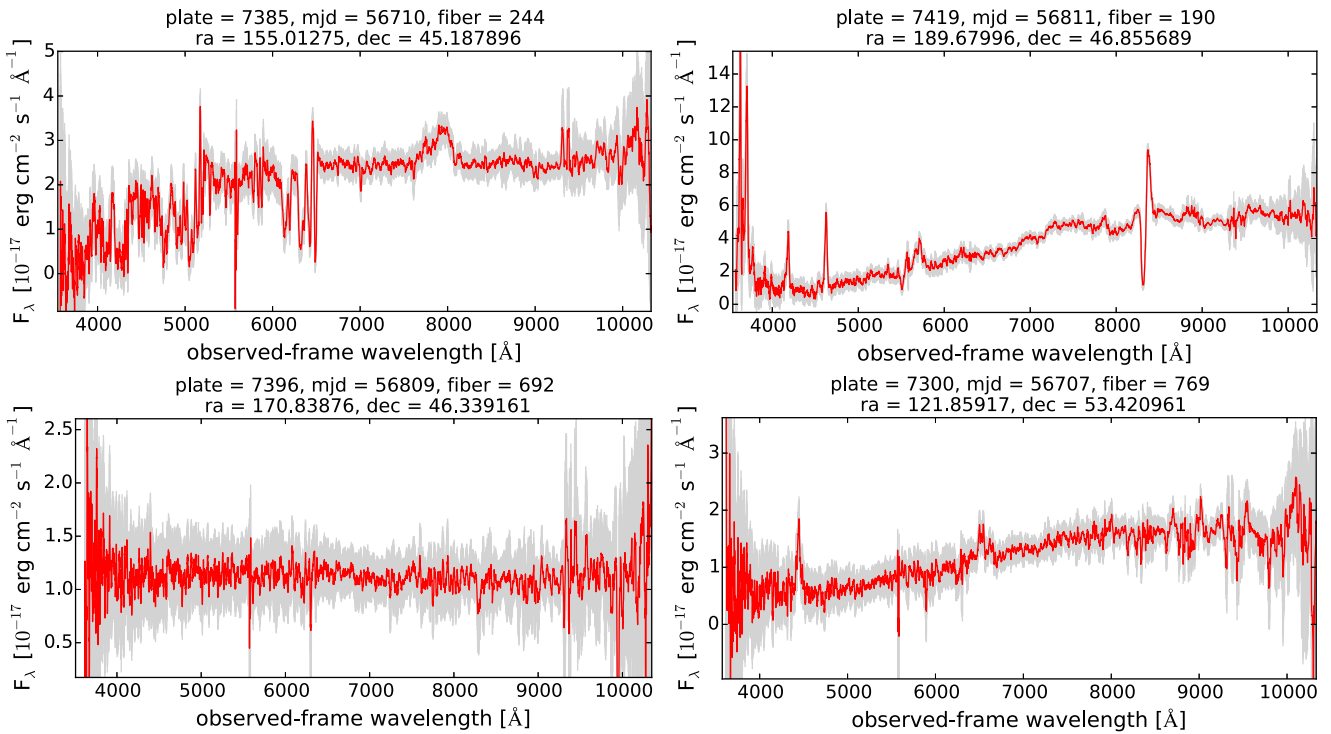 plate = 7385, mjd = 56710, fiber = 244
ra = 155.01275, dec = 45.187896
5
4
3
2
1
0
F_λ [10⁻¹⁷ erg cm⁻² s⁻¹ Å⁻¹]
4000 5000 6000 7000 8000 9000 10000
observed-frame wavelength [Å]
plate = 7419, mjd = 56811, fiber = 190
ra = 189.67996, dec = 46.855689
14
12
10
8
6
4
2
0
F_λ [10⁻¹⁷ erg cm⁻² s⁻¹ Å⁻¹]
4000 5000 6000 7000 8000 9000 10000
observed-frame wavelength [Å]
plate = 7396, mjd = 56809, fiber = 692
ra = 170.83876, dec = 46.339161
2.5
2.0
1.5
1.0
0.5
F_λ [10⁻¹⁷ erg cm⁻² s⁻¹ Å⁻¹]
4000 5000 6000 7000 8000 9000 10000
observed-frame wavelength [Å]
plate = 7300, mjd = 56707, fiber = 769
ra = 121.85917, dec = 53.420961
3
2
1
0
F_λ [10⁻¹⁷ erg cm⁻² s⁻¹ Å⁻¹]
4000 5000 6000 7000 8000 9000 10000
observed-frame wavelength [Å]